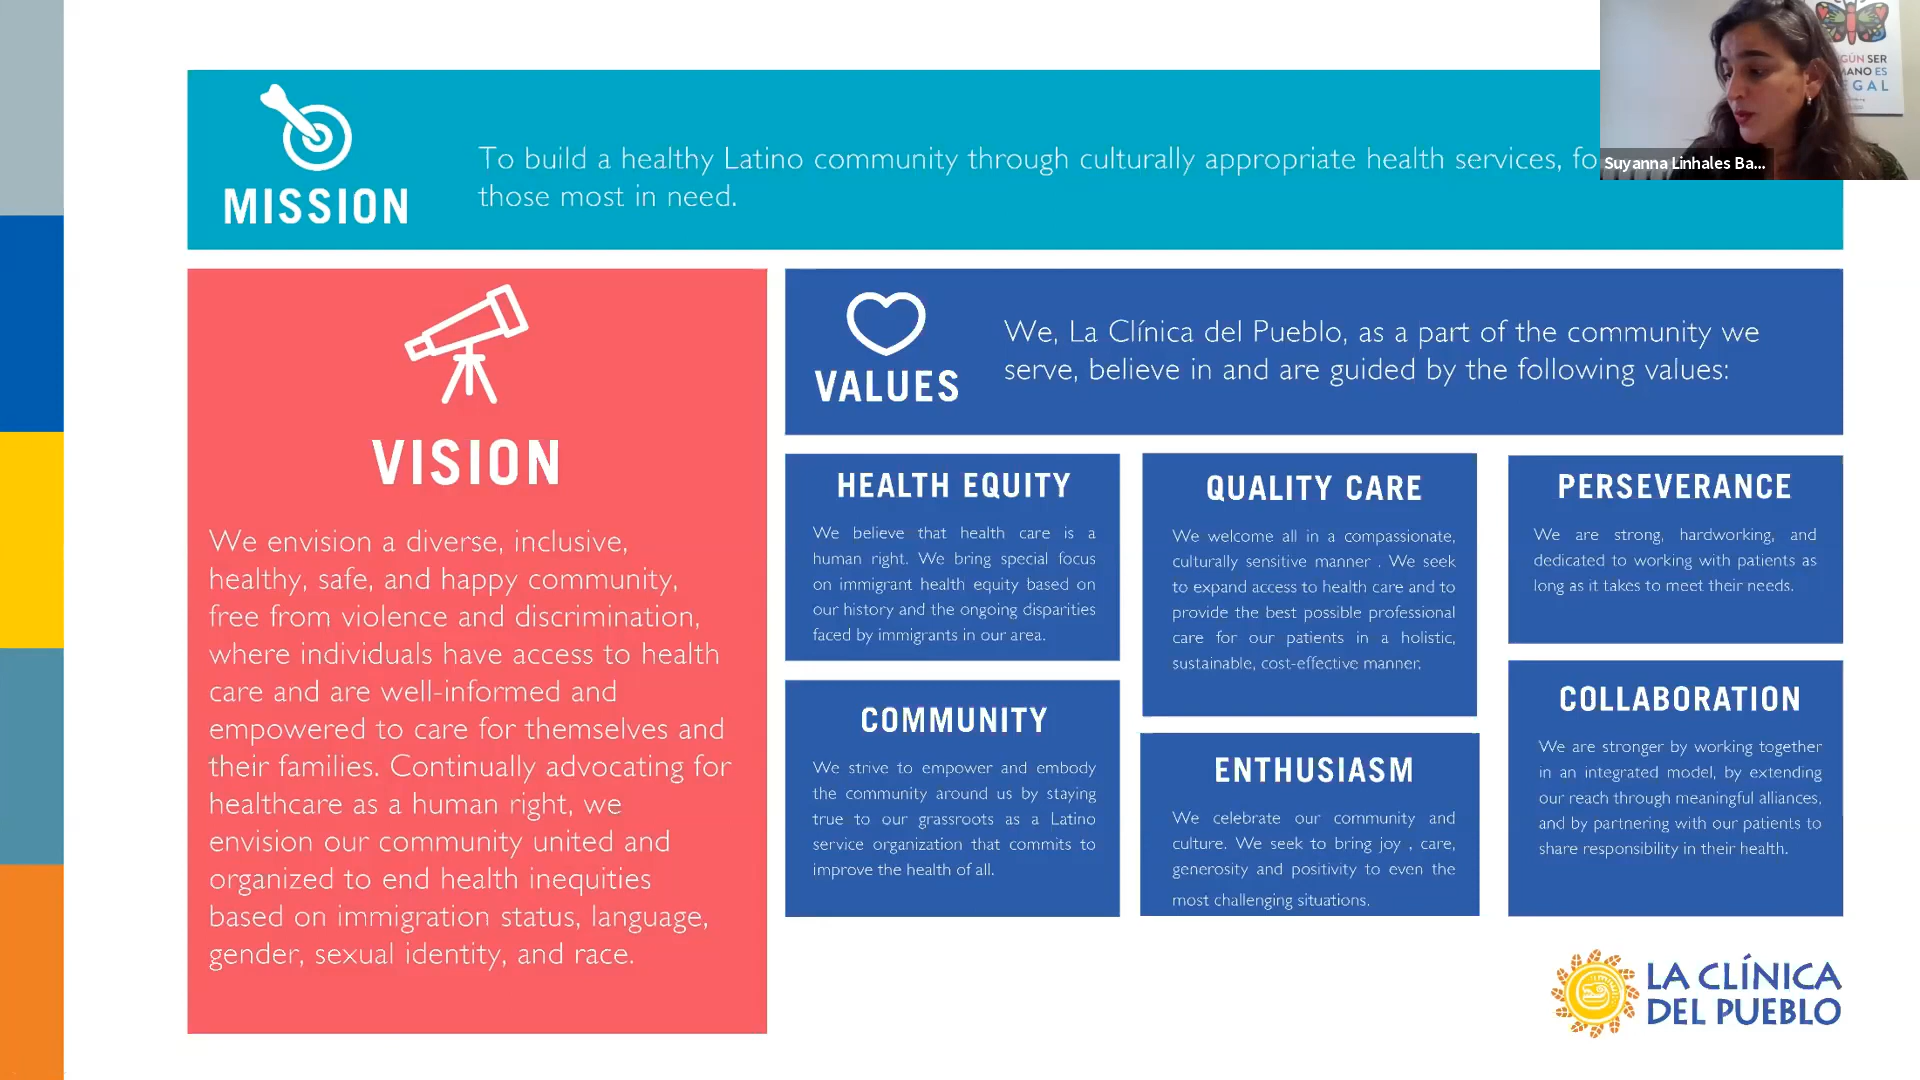 MISSION
To build a healthy Latino community through culturally appropriate health services, fo
those most in need.
VISION
We envision a diverse, inclusive,
healthy, safe, and happy community,
free from violence and discrimination,
where individuals have access to health
care and are well-informed and
empowered to care for themselves and
their families. Continually advocating for
healthcare as a human right, we
envision our community united and
organized to end health inequities
based on immigration status, language,
gender, sexual identity, and race.
VALUES
We, La Clínica del Pueblo, as a part of the community we
serve, believe in and are guided by the following values:
HEALTH EQUITY
We believe that health care is a
human right. We bring special focus
on immigrant health equity based on
our history and the ongoing disparities
faced by immigrants in our area.
COMMUNITY
We strive to empower and embody
the community around us by staying
true to our grassroots as a Latino
service organization that commits to
improve the health of all.
QUALITY CARE
We welcome all in a compassionate,
culturally sensitive manner . We seek
to expand access to health care and to
provide the best possible professional
care for our patients in a holistic,
sustainable, cost-effective manner.
ENTHUSIASM
We celebrate our community and
culture. We seek to bring joy , care,
generosity and positivity to even the
most challenging situations.
PERSEVERANCE
We are strong, hardworking, and
dedicated to working with patients as
long as it takes to meet their needs.
COLLABORATION
We are stronger by working together
in an integrated model, by extending
our reach through meaningful alliances,
and by partnering with our patients to
share responsibility in their health.
LA CLÍNICA
DEL PUEBLO
GÚN SER
MANO ES
EGAL
Suyanna Linhales Ba...